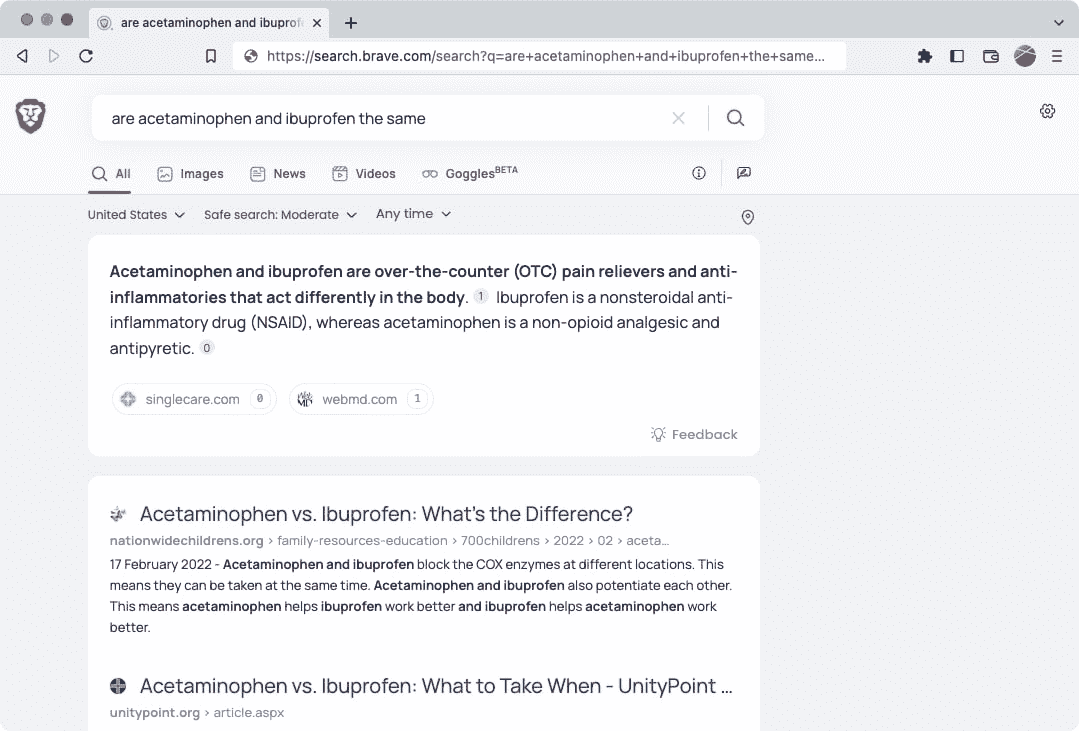 are acetaminophen and ibuprof
https://search.brave.com/search?q=are+acetaminophen+and+ibuprofen+the+same...
are acetaminophen and ibuprofen the same
All Images News Videos Goggles BETA
United States Safe search: Moderate Any time
Acetaminophen and ibuprofen are over-the-counter (OTC) pain relievers and anti-
inflammatories that act differently in the body. 1 Ibuprofen is a nonsteroidal anti-
inflammatory drug (NSAID), whereas acetaminophen is a non-opioid analgesic and
antipyretic. 0
singlecare.com 0 webmd.com 1
Feedback
Acetaminophen vs. Ibuprofen: What's the Difference?
nationwidechildrens.org › family-resources-education › 700childrens › 2022 › 02 › aceta...
17 February 2022 - Acetaminophen and ibuprofen block the COX enzymes at different locations. This
means they can be taken at the same time. Acetaminophen and ibuprofen also potentiate each other.
This means acetaminophen helps ibuprofen work better and ibuprofen helps acetaminophen work
better.
Acetaminophen vs. Ibuprofen: What to Take When - UnityPoint ...
unitypoint.org › article.aspx